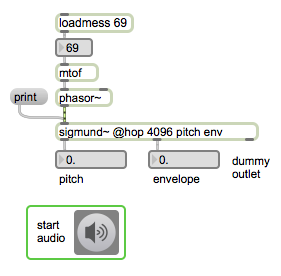 loadmess 69
69
mtof
print
phasor~
sigmund~ @hop 4096 pitch env
0.
0.
pitch
envelope
dummy
outlet
start
audio